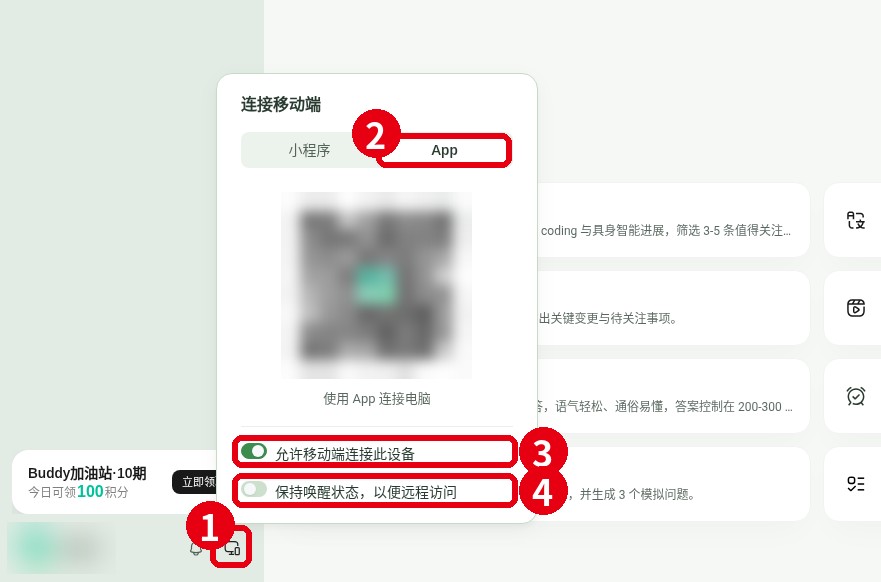 连接移动端
2
小程序
App
coding 与具身智能进展，筛选 3-5 条值得关注...
出关键变更与待关注事项。
使用 App 连接电脑
答，语气轻松、通俗易懂，答案控制在 200-300 ...
允许移动端连接此设备
3
Buddy加油站·10期
今日可领100积分
立即领
保持唤醒状态，以便远程访问
4
，并生成 3 个模拟问题。
1